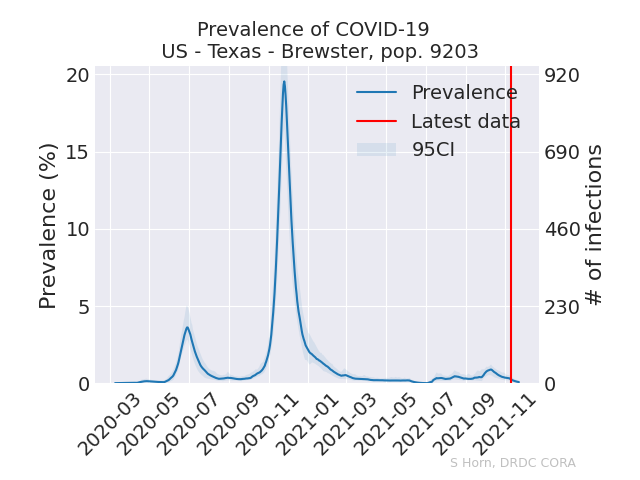 Prevalence of COVID-19
US - Texas - Brewster, pop. 9203
20
15
10
5
0
Prevalence (%)
920
690
460
230
0
# of infections
Prevalence
Latest data
95CI
2020-03
2020-05
2020-07
2020-09
2020-11
2021-01
2021-03
2021-05
2021-07
2021-09
2021-11
S Horn, DRDC CORA